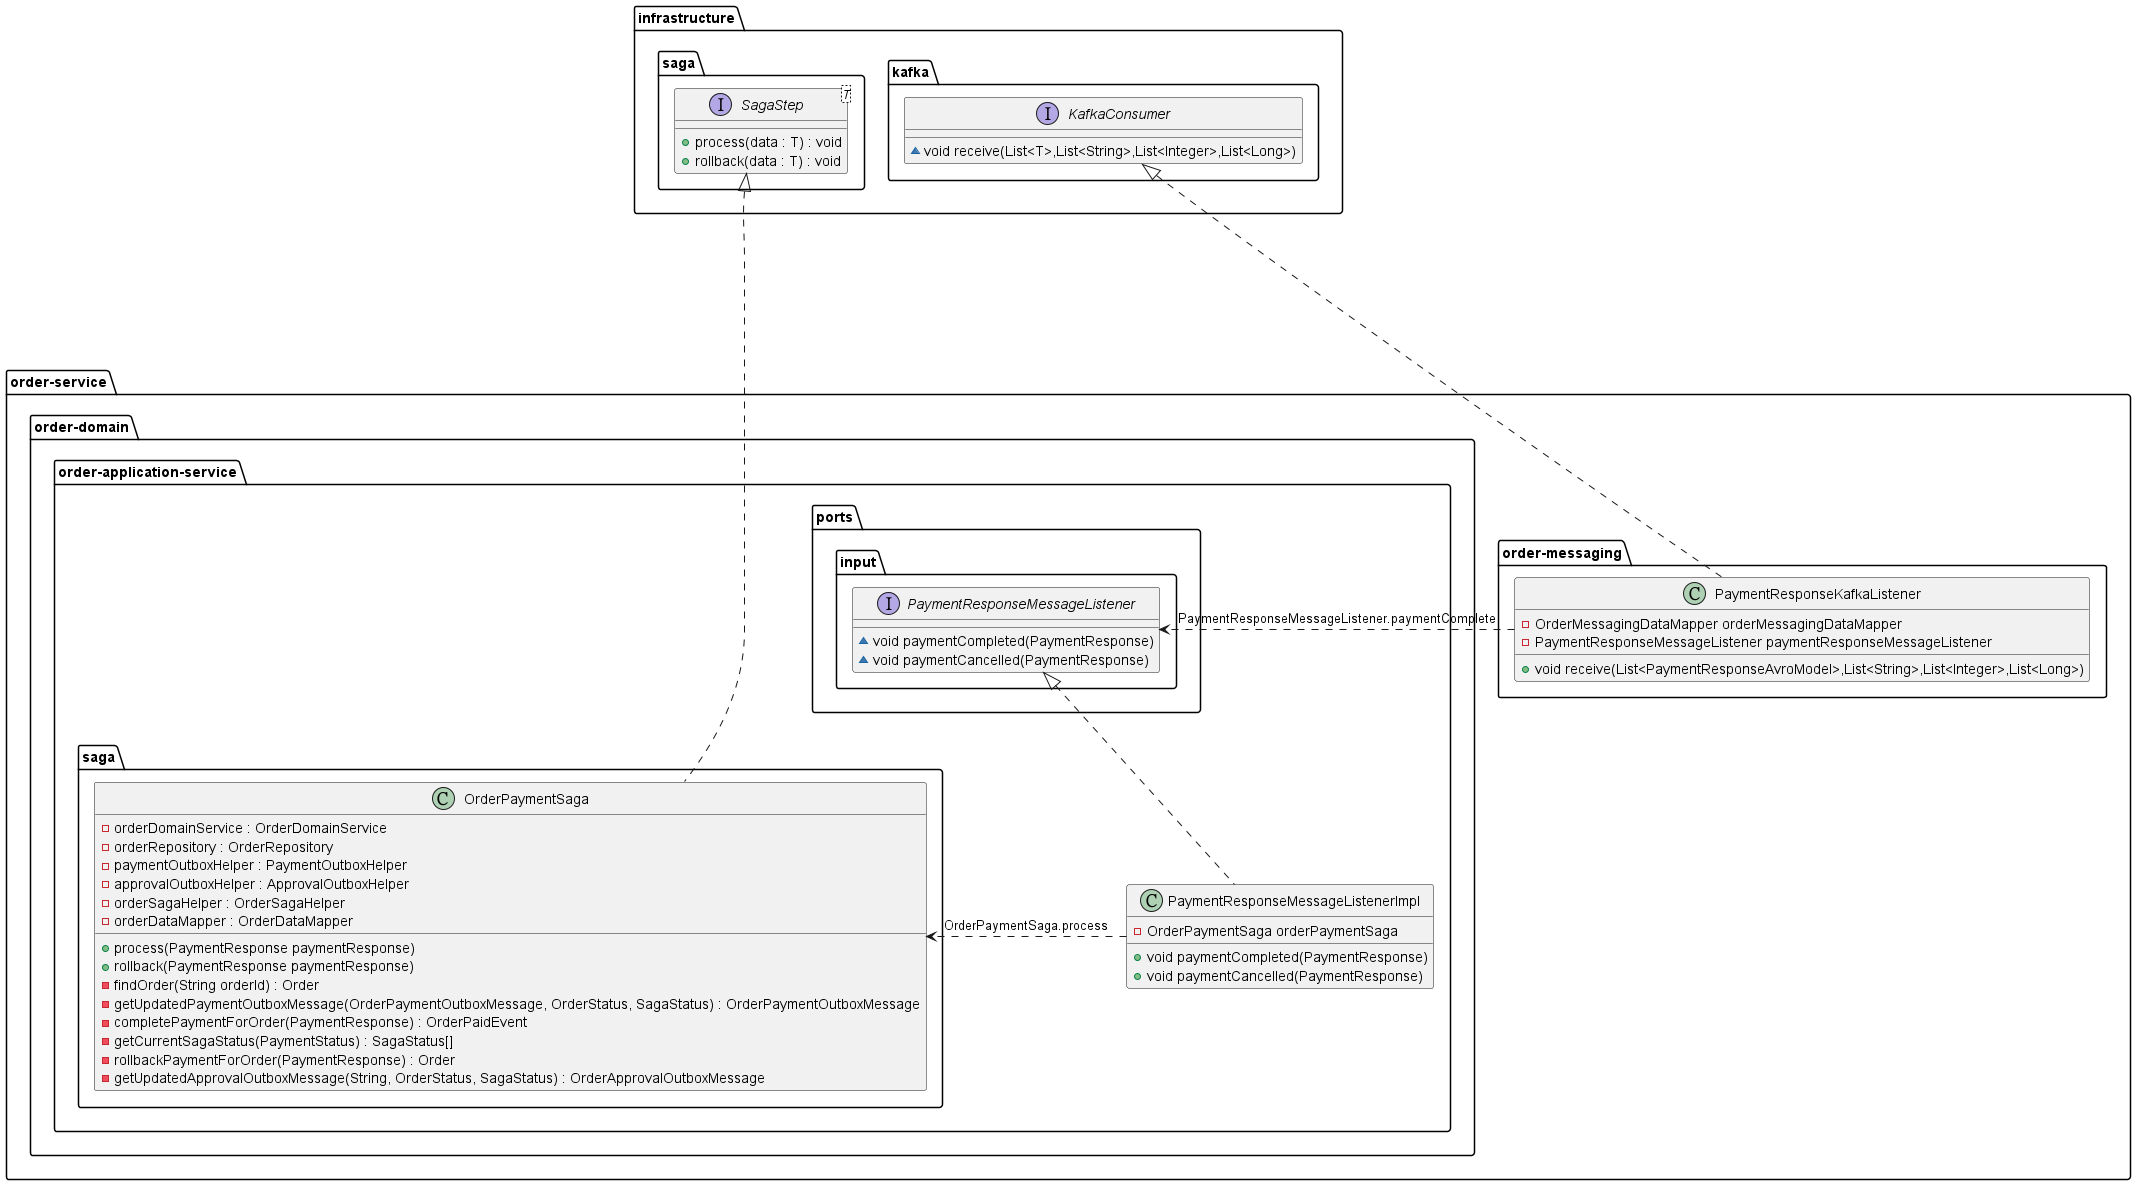 infrastructure
saga
I SagaStep
T
process(data : T) : void
rollback(data : T) : void
kafka
I KafkaConsumer
void receive(List<T>,List<String>,List<Integer>,List<Long>)
order-service
order-domain
order-application-service
ports
input
I PaymentResponseMessageListener
void paymentCompleted(PaymentResponse)
void paymentCancelled(PaymentResponse)
PaymentResponseMessageListener.paymentComplete
order-messaging
C PaymentResponseKafkaListener
OrderMessagingDataMapper orderMessagingDataMapper
PaymentResponseMessageListener paymentResponseMessageListener
void receive(List<PaymentResponseAvroModel>,List<String>,List<Integer>,List<Long>)
saga
C OrderPaymentSaga
orderDomainService : OrderDomainService
orderRepository : OrderRepository
paymentOutboxHelper : PaymentOutboxHelper
approvalOutboxHelper : ApprovalOutboxHelper
orderSagaHelper : OrderSagaHelper
orderDataMapper : OrderDataMapper
process(PaymentResponse paymentResponse)
rollback(PaymentResponse paymentResponse)
findOrder(String orderId) : Order
getUpdatedPaymentOutboxMessage(OrderPaymentOutboxMessage, OrderStatus, SagaStatus) : OrderPaymentOutboxMessage
completePaymentForOrder(PaymentResponse) : OrderPaidEvent
getCurrentSagaStatus(PaymentStatus) : SagaStatus[]
rollbackPaymentForOrder(PaymentResponse) : Order
getUpdatedApprovalOutboxMessage(String, OrderStatus, SagaStatus) : OrderApprovalOutboxMessage
OrderPaymentSaga.process
C PaymentResponseMessageListenerImpl
OrderPaymentSaga orderPaymentSaga
void paymentCompleted(PaymentResponse)
void paymentCancelled(PaymentResponse)